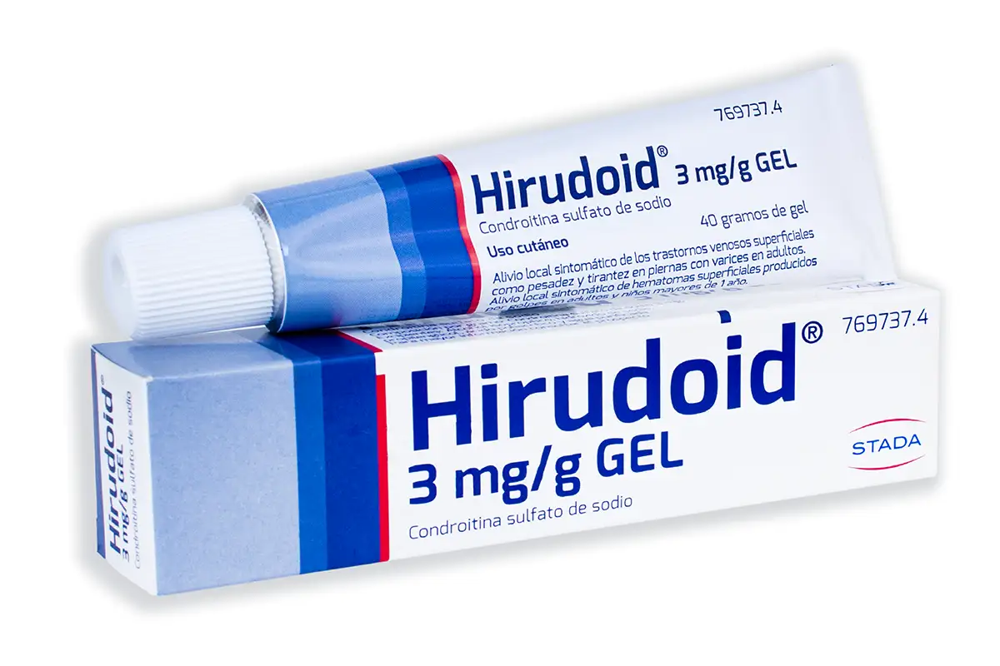 769737.4
Hirudoid® 3 mg/g GEL
Condroitina sulfato de sodio
40 gramos de gel
Uso cutáneo
Alivio local sintomático de los trastornos venosos superficiales
como pesadez y tirantez en piernas con varices en adultos.
Alivio local sintomático de hematomas superficiales producidos
por golpes en adultos y niños mayores de 1 año.
Hirudoid®
769737.4
3 mg/g GEL
Condroitina sulfato de sodio
STADA
Hirudoid®
3 mg/g GEL
Condroitina sulfato de sodio